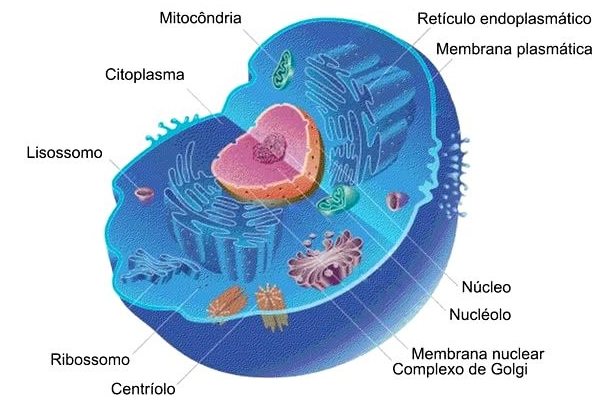 Mitocôndria
Retículo endoplasmático
Membrana plasmática
Citoplasma
Lisossomo
Núcleo
Nucléolo
Membrana nuclear
Complexo de Golgi
Ribossomo
Centríolo